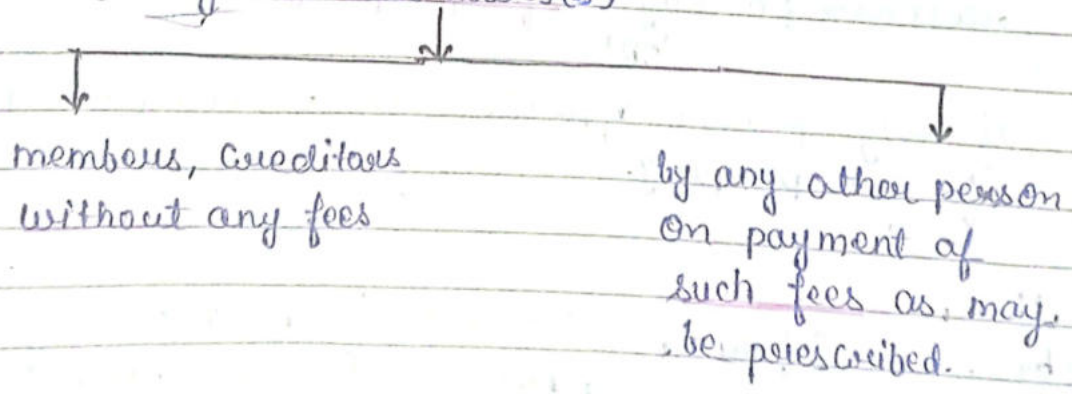 members, creditors
without any fees
by any other person
on payment of
such fees as may.
be prescribed.